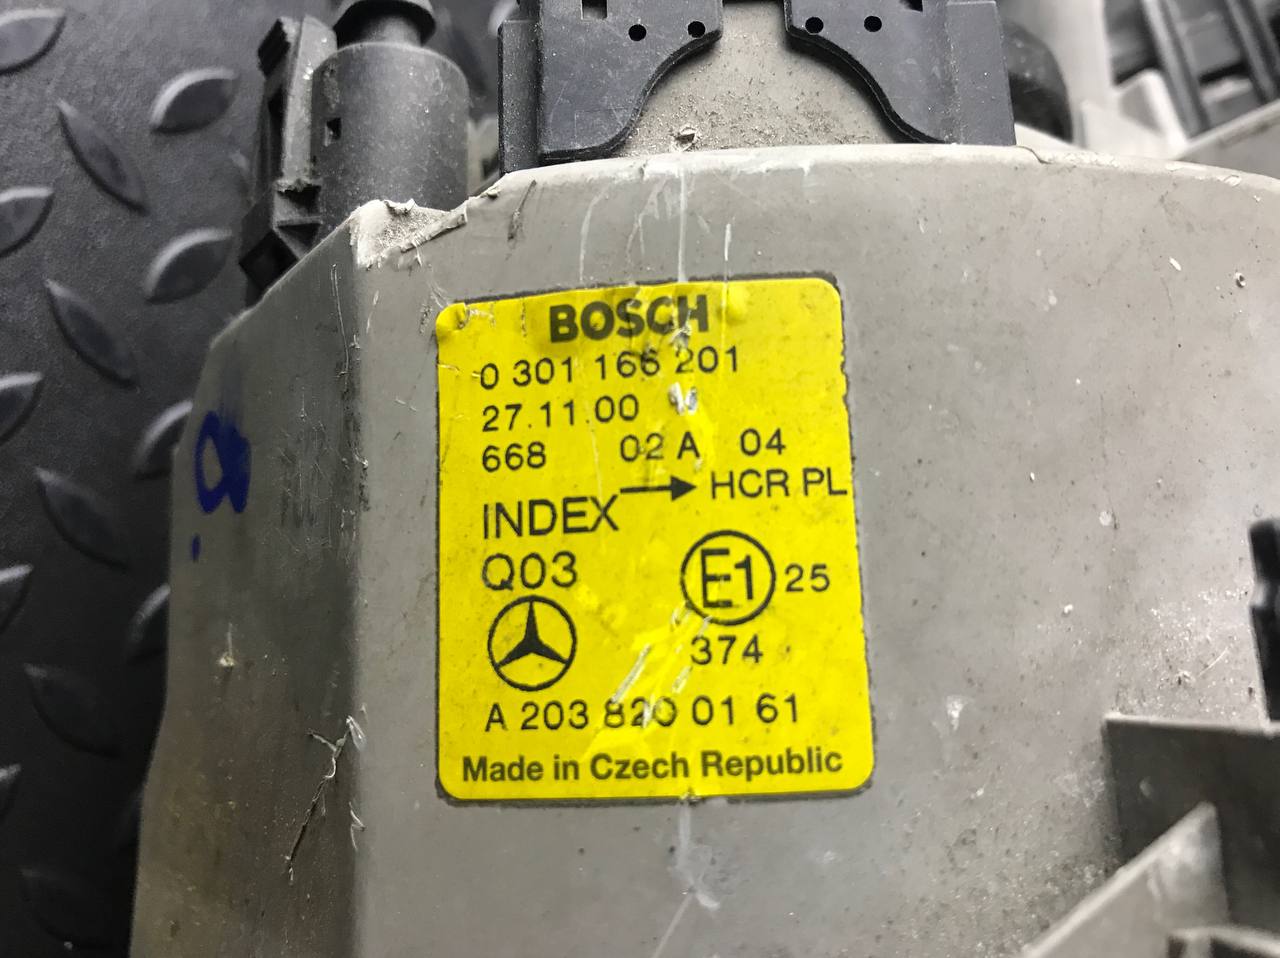 BOSCH
0 301 166 201
27.11.00
668 02 A 04
INDEX → HCR PL
Q03
E1 25
374
A 203 820 01 61
Made in Czech Republic